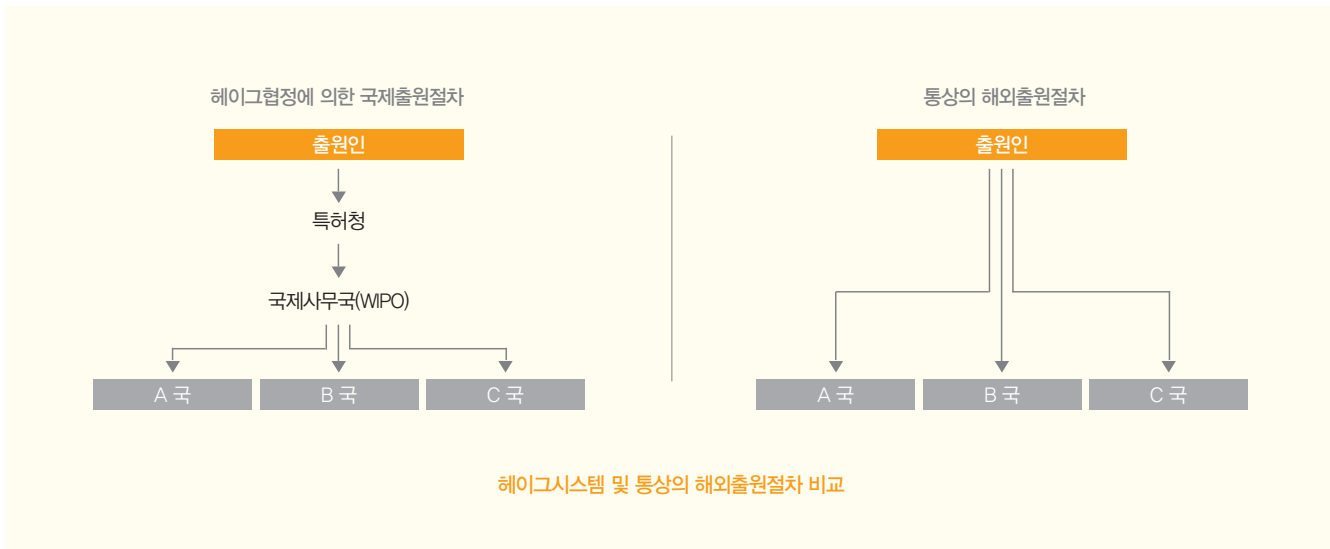 헤이그협정에 의한 국제출원절차
출원인
특허청
국제사무국(WIPO)
A 국
B 국
C 국
통상의 해외출원절차
출원인
A 국
B 국
C 국
헤이그시스템 및 통상의 해외출원절차 비교